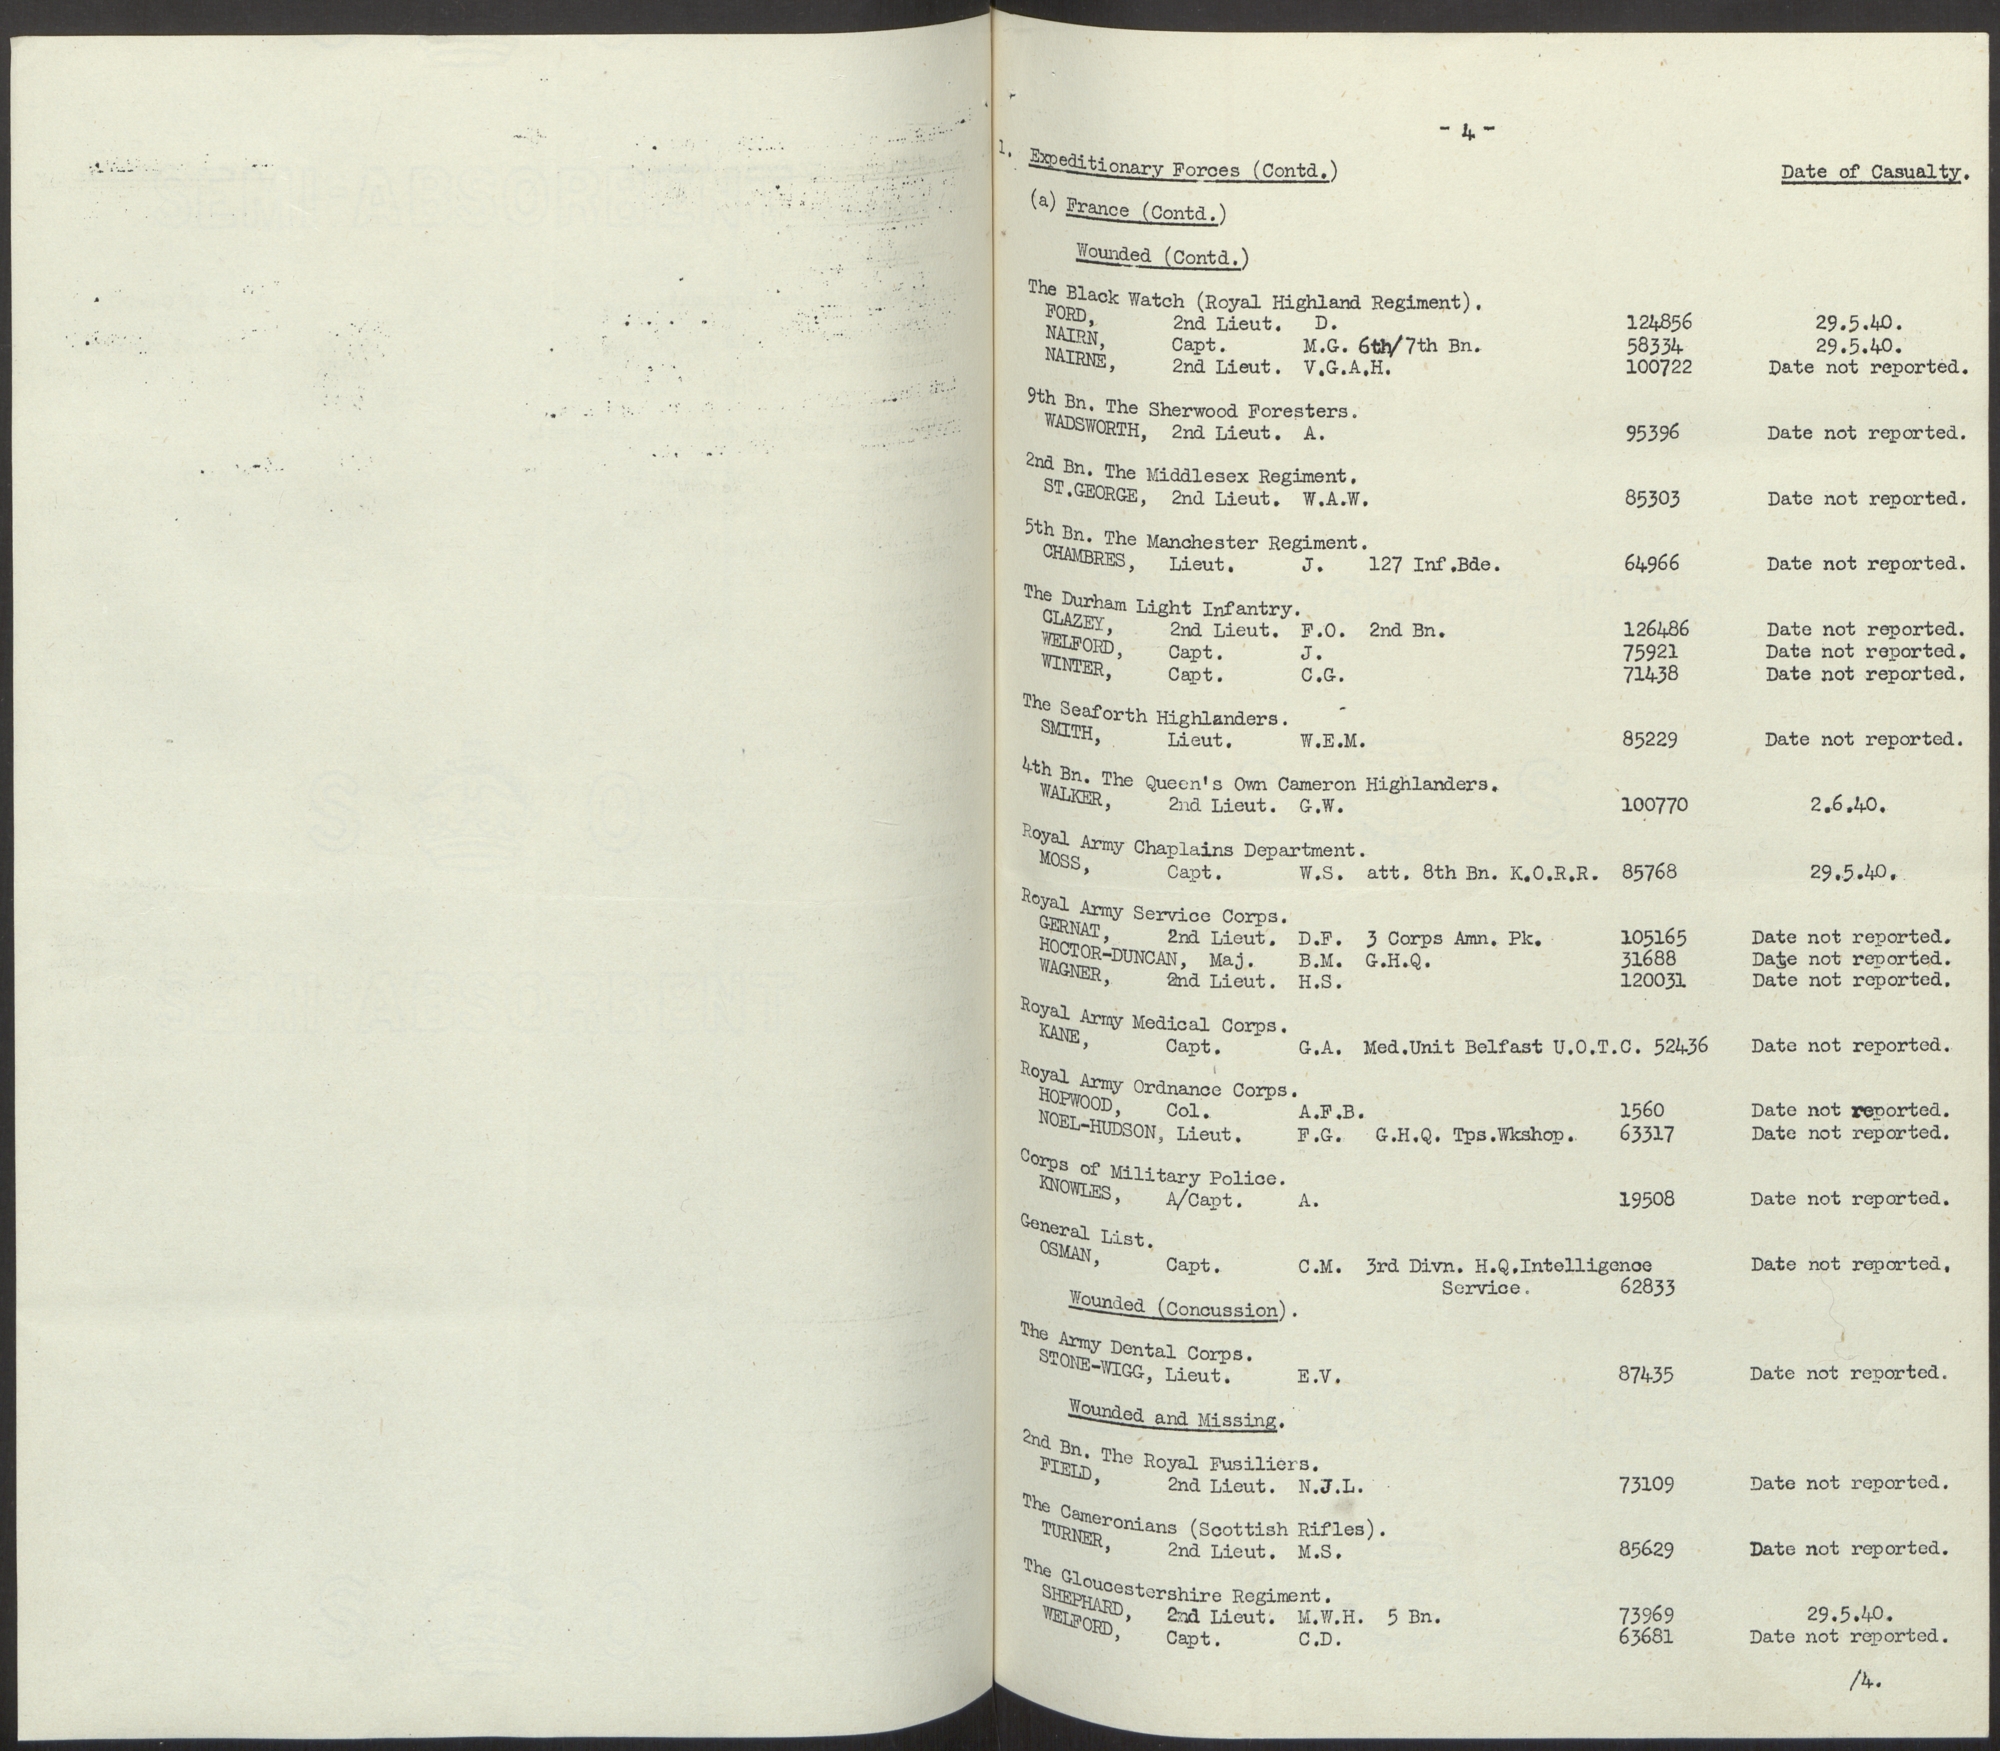 - 4 -
1. Expeditionary Forces (Contd.) Date of Casualty.
(a) France (Contd.)
Wounded (Contd.)
The Black Watch (Royal Highland Regiment).
FORD, 2nd Lieut. D. 124856 29.5.40.
NAIRN, Capt. M.G. 6th/7th Bn. 58334 29.5.40.
NAIRNE, 2nd Lieut. V.G.A.H. 100722 Date not reported.
9th Bn. The Sherwood Foresters.
WADSWORTH, 2nd Lieut. A. 95396 Date not reported.
2nd Bn. The Middlesex Regiment.
ST.GEORGE, 2nd Lieut. W.A.W. 85303 Date not reported.
5th Bn. The Manchester Regiment.
CHAMBRES, Lieut. J. 127 Inf.Bde. 64966 Date not reported.
The Durham Light Infantry.
CLAZEY, 2nd Lieut. F.O. 2nd Bn. 126486 Date not reported.
WELFORD, Capt. J. 75921 Date not reported.
WINTER, Capt. C.G. 71438 Date not reported.
The Seaforth Highlanders.
SMITH, Lieut. W.E.M. 85229 Date not reported.
4th Bn. The Queen's Own Cameron Highlanders.
WALKER, 2nd Lieut. G.W. 100770 2.6.40.
Royal Army Chaplains Department.
MOSS, Capt. W.S. att. 8th Bn. K.O.R.R. 85768 29.5.40.
Royal Army Service Corps.
GERNAT, 2nd Lieut. D.F. 3 Corps Amn. Pk. 105165 Date not reported.
HOCTOR-DUNCAN, Maj. B.M. G.H.Q. 31688 Date not reported.
WAGNER, 2nd Lieut. H.S. 120031 Date not reported.
Royal Army Medical Corps.
KANE, Capt. G.A. Med.Unit Belfast U.O.T.C. 52436 Date not reported.
Royal Army Ordnance Corps.
HOPWOOD, Col. A.F.B. 1560 Date not reported.
NOEL-HUDSON, Lieut. F.G. G.H.Q. Tps.Wkshop. 63317 Date not reported.
Corps of Military Police.
KNOWLES, A/Capt. A. 19508 Date not reported.
General List.
OSMAN, Capt. C.M. 3rd Divn. H.Q.Intelligence Date not reported.
Service. 62833
Wounded (Concussion).
The Army Dental Corps.
STONE-WIGG, Lieut. E.V. 87435 Date not reported.
Wounded and Missing.
2nd Bn. The Royal Fusiliers.
FIELD, 2nd Lieut. N.J.L. 73109 Date not reported.
The Cameronians (Scottish Rifles).
TURNER, 2nd Lieut. M.S. 85629 Date not reported.
The Gloucestershire Regiment.
SHEPHARD, 2nd Lieut. M.W.H. 5 Bn. 73969 29.5.40.
WELFORD, Capt. C.D. 63681 Date not reported.
/4.